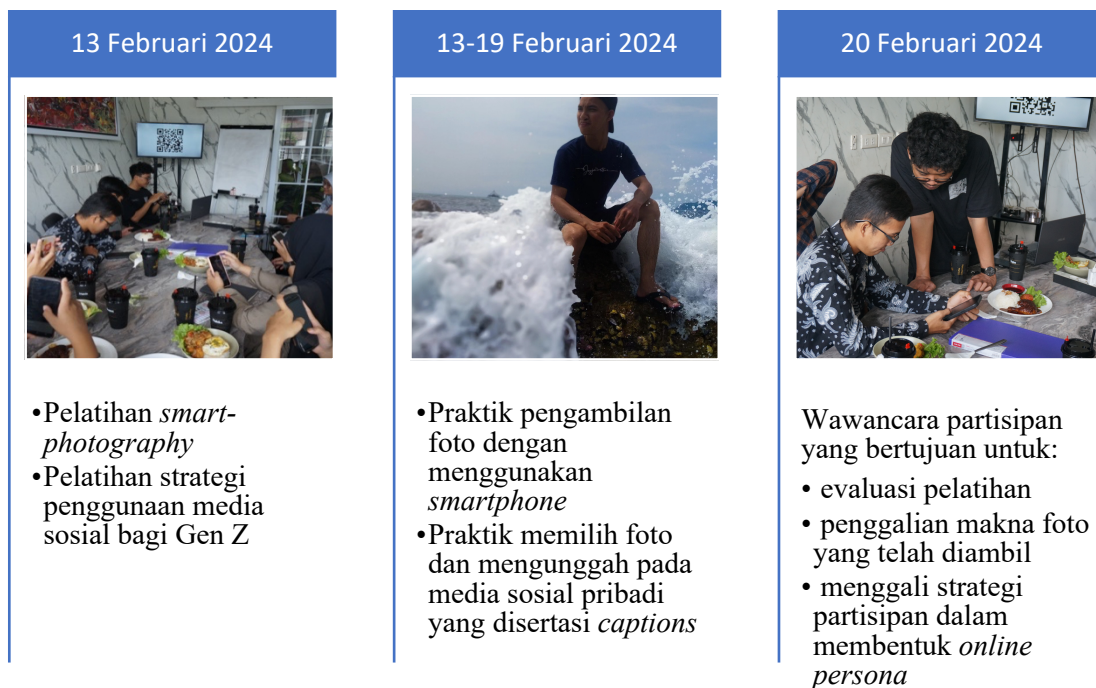 13 Februari 2024
•Pelatihan smart-
photography
•Pelatihan strategi
penggunaan media
sosial bagi Gen Z
13-19 Februari 2024
•Praktik pengambilan
foto dengan
menggunakan
smartphone
•Praktik memilih foto
dan mengunggah pada
media sosial pribadi
yang disertasi captions
20 Februari 2024
Wawancara partisipan
yang bertujuan untuk:
• evaluasi pelatihan
• penggalian makna foto
yang telah diambil
• menggali strategi
partisipan dalam
membentuk online
persona